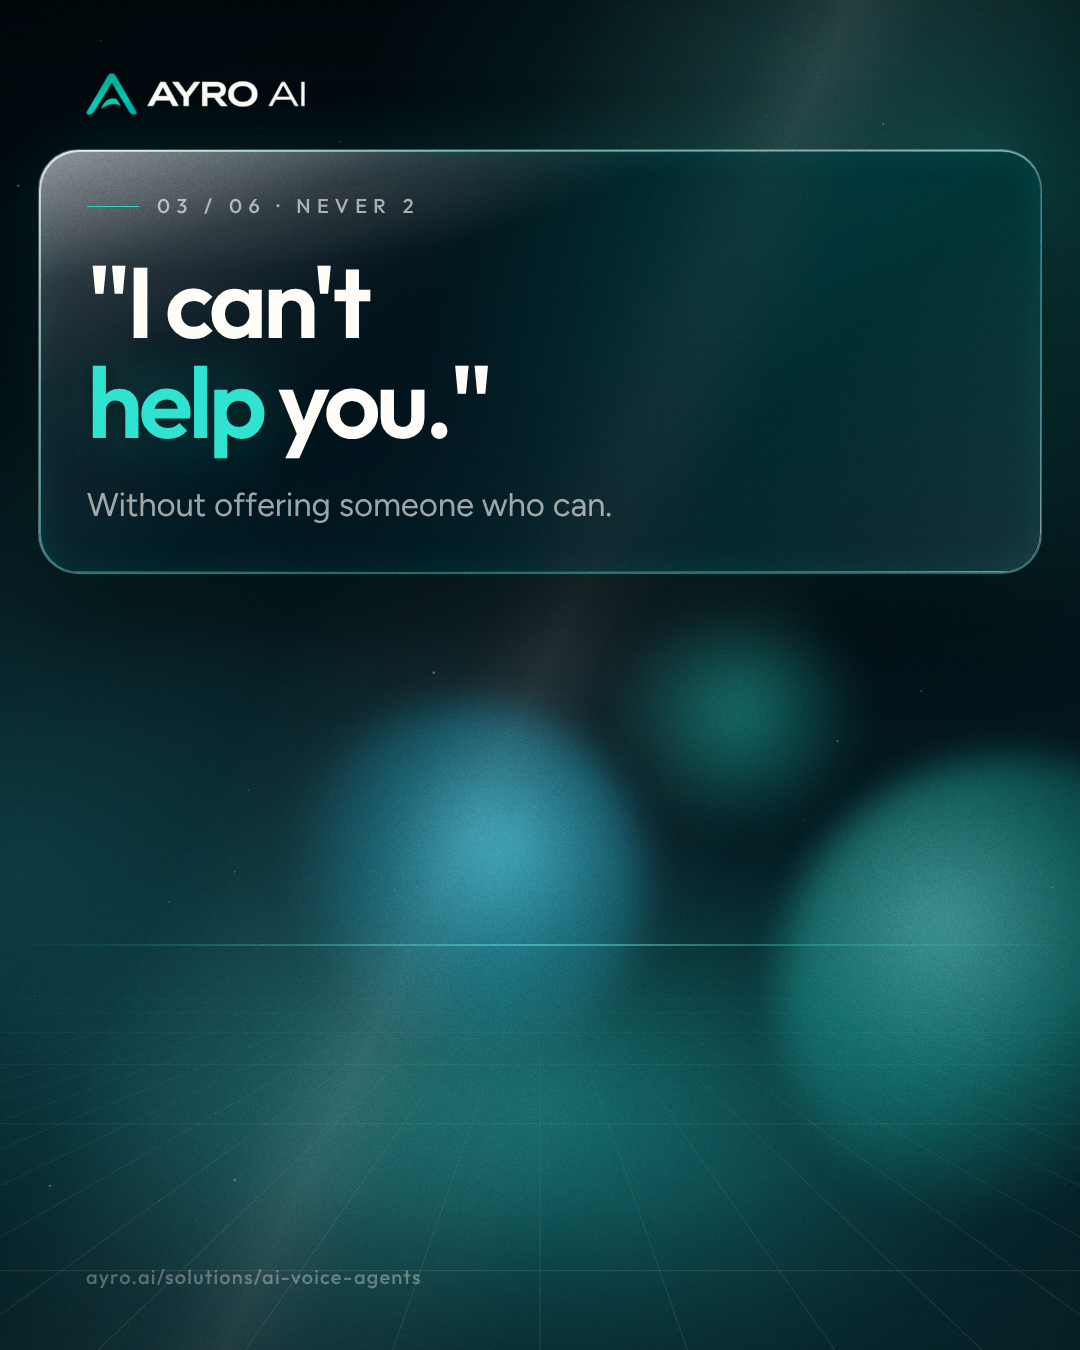 AYRO AI
03 / 06 · NEVER 2
"I can't
help you."
Without offering someone who can.
ayro.ai/solutions/ai-voice-agents